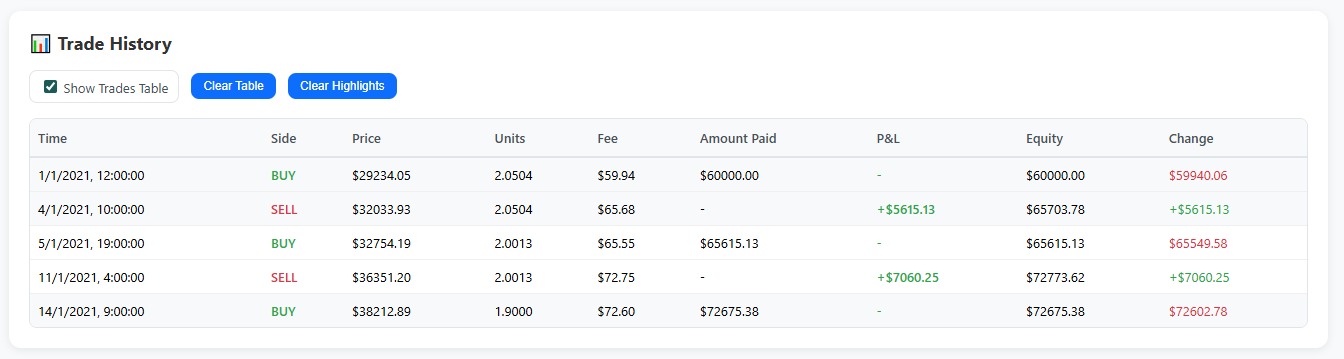 Trade History
Show Trades Table Clear Table Clear Highlights
Time Side Price Units Fee Amount Paid P&L Equity Change
1/1/2021, 12:00:00 BUY $29234.05 2.0504 $59.94 $60000.00 - $60000.00 $59940.06
4/1/2021, 10:00:00 SELL $32033.93 2.0504 $65.68 - +$5615.13 $65703.78 +$5615.13
5/1/2021, 19:00:00 BUY $32754.19 2.0013 $65.55 $65615.13 - $65615.13 $65549.58
11/1/2021, 4:00:00 SELL $36351.20 2.0013 $72.75 - +$7060.25 $72773.62 +$7060.25
14/1/2021, 9:00:00 BUY $38212.89 1.9000 $72.60 $72675.38 - $72675.38 $72602.78